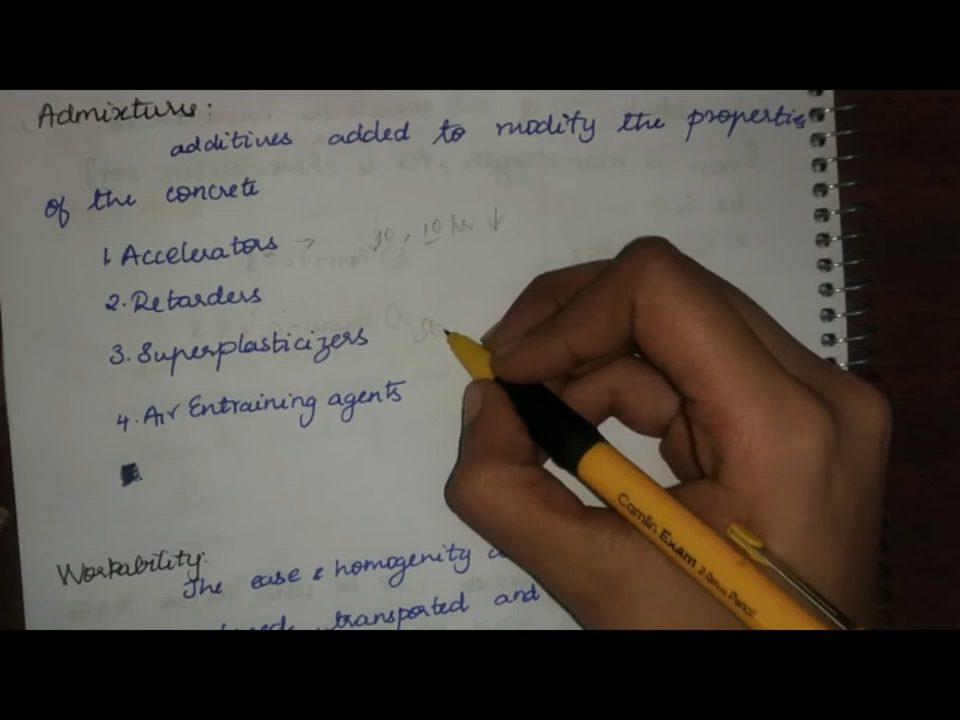 Admixture:
additives added to modify the properties
of the concrete
1. Accelerators → 30, 10 hr ↓
2. Retarders
3. Superplasticizers
4. Air Entraining agents
Workability:
The ease & homogenity
transported and
Camlin Exam 2.0mm Pencil